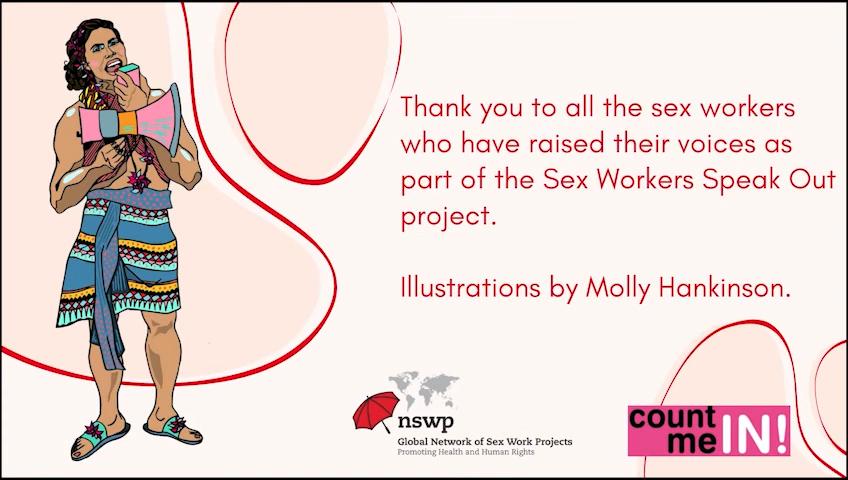 Thank you to all the sex workers
who have raised their voices as
part of the Sex Workers Speak Out
project.
Illustrations by Molly Hankinson.
nswp
Global Network of Sex Work Projects
Promoting Health and Human Rights
count
me IN!